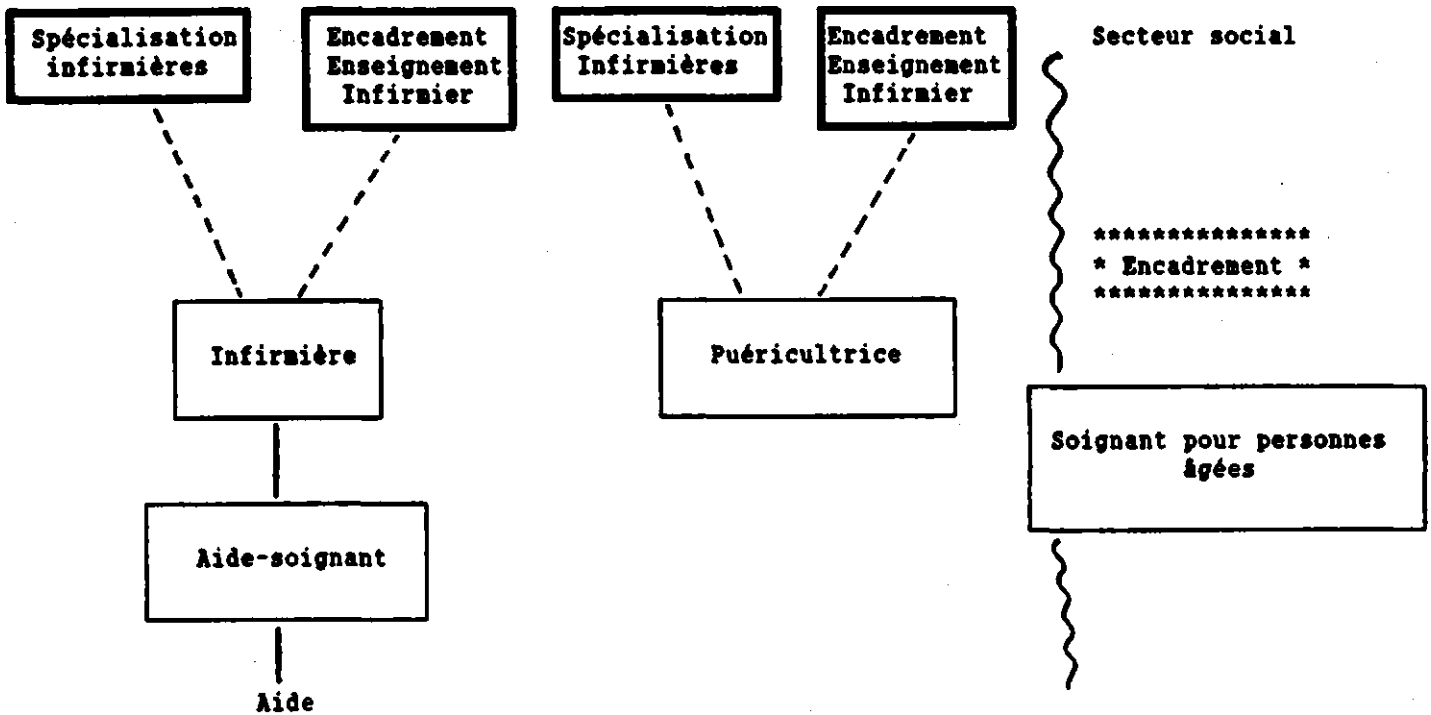 Spécialisation
infirmières
Encadrement
Enseignement
Infirmier
Spécialisation
Infirmières
Encadrement
Enseignement
Infirmier
Secteur social
***************
* Encadrement *
***************
Infirmière
Puéricultrice
Soignant pour personnes
âgées
Aide-soignant
Aide